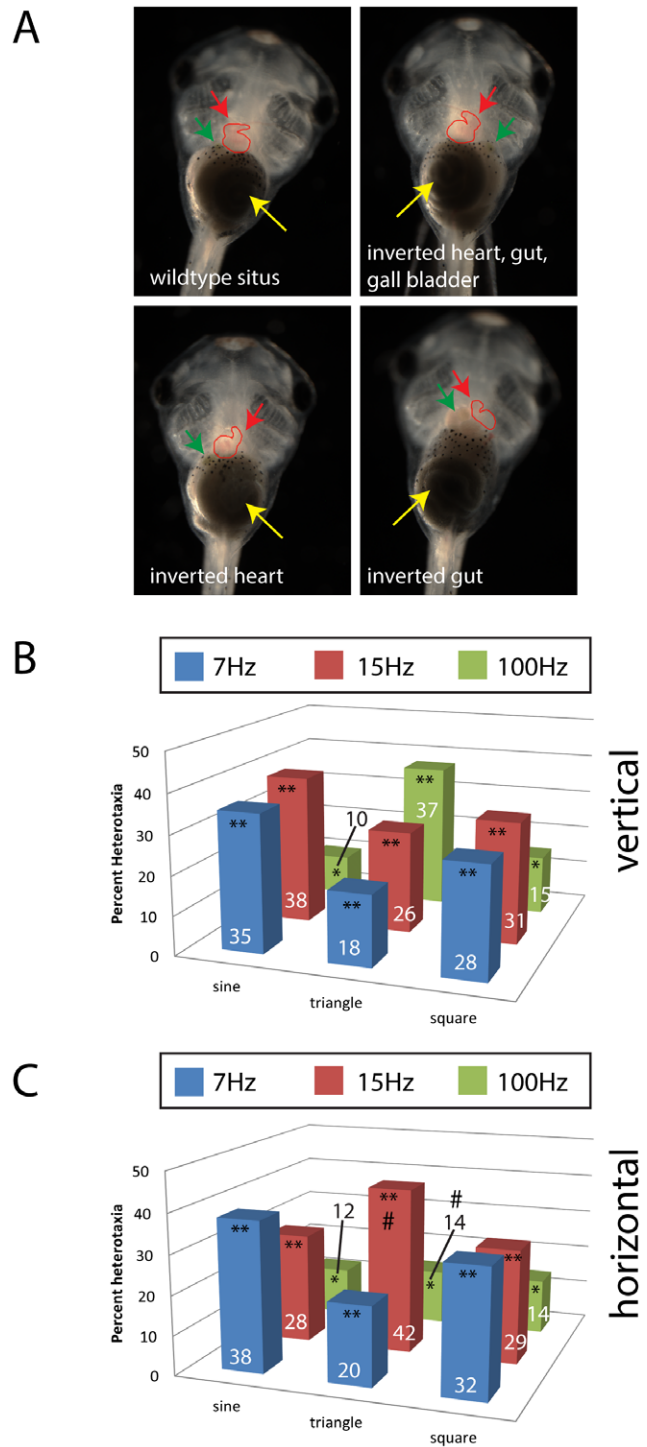 A
wildtype situs
inverted heart, gut,
gall bladder
inverted heart
inverted gut
B
7Hz 15Hz 100Hz
vertical
Percent Heterotaxia
50
40
30
20
10
0
** ** * 10 ** ** ** 37 ** ** * 15
35 38 18 26 28 31
sine
triangle
square
C
7Hz 15Hz 100Hz
horizontal
Percent heterotaxia
50
40
30
20
10
0
** ** * 12 ** ** # * 14 # ** ** * 14
38 28 20 42 32 29
sine
triangle
square